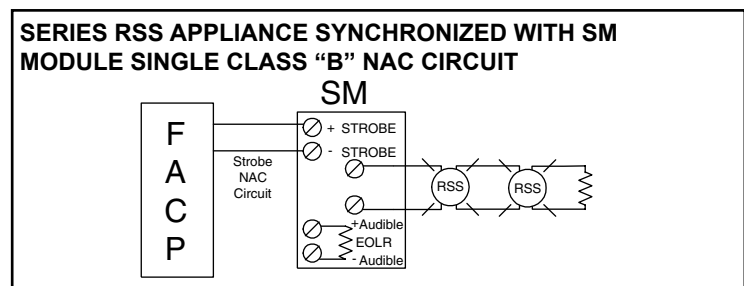 SERIES RSS APPLIANCE SYNCHRONIZED WITH SM
MODULE SINGLE CLASS “B” NAC CIRCUIT
SM
F
A
C
P
Strobe
NAC
Circuit
+ STROBE
- STROBE
RSS
RSS
+Audible
EOLR
- Audible